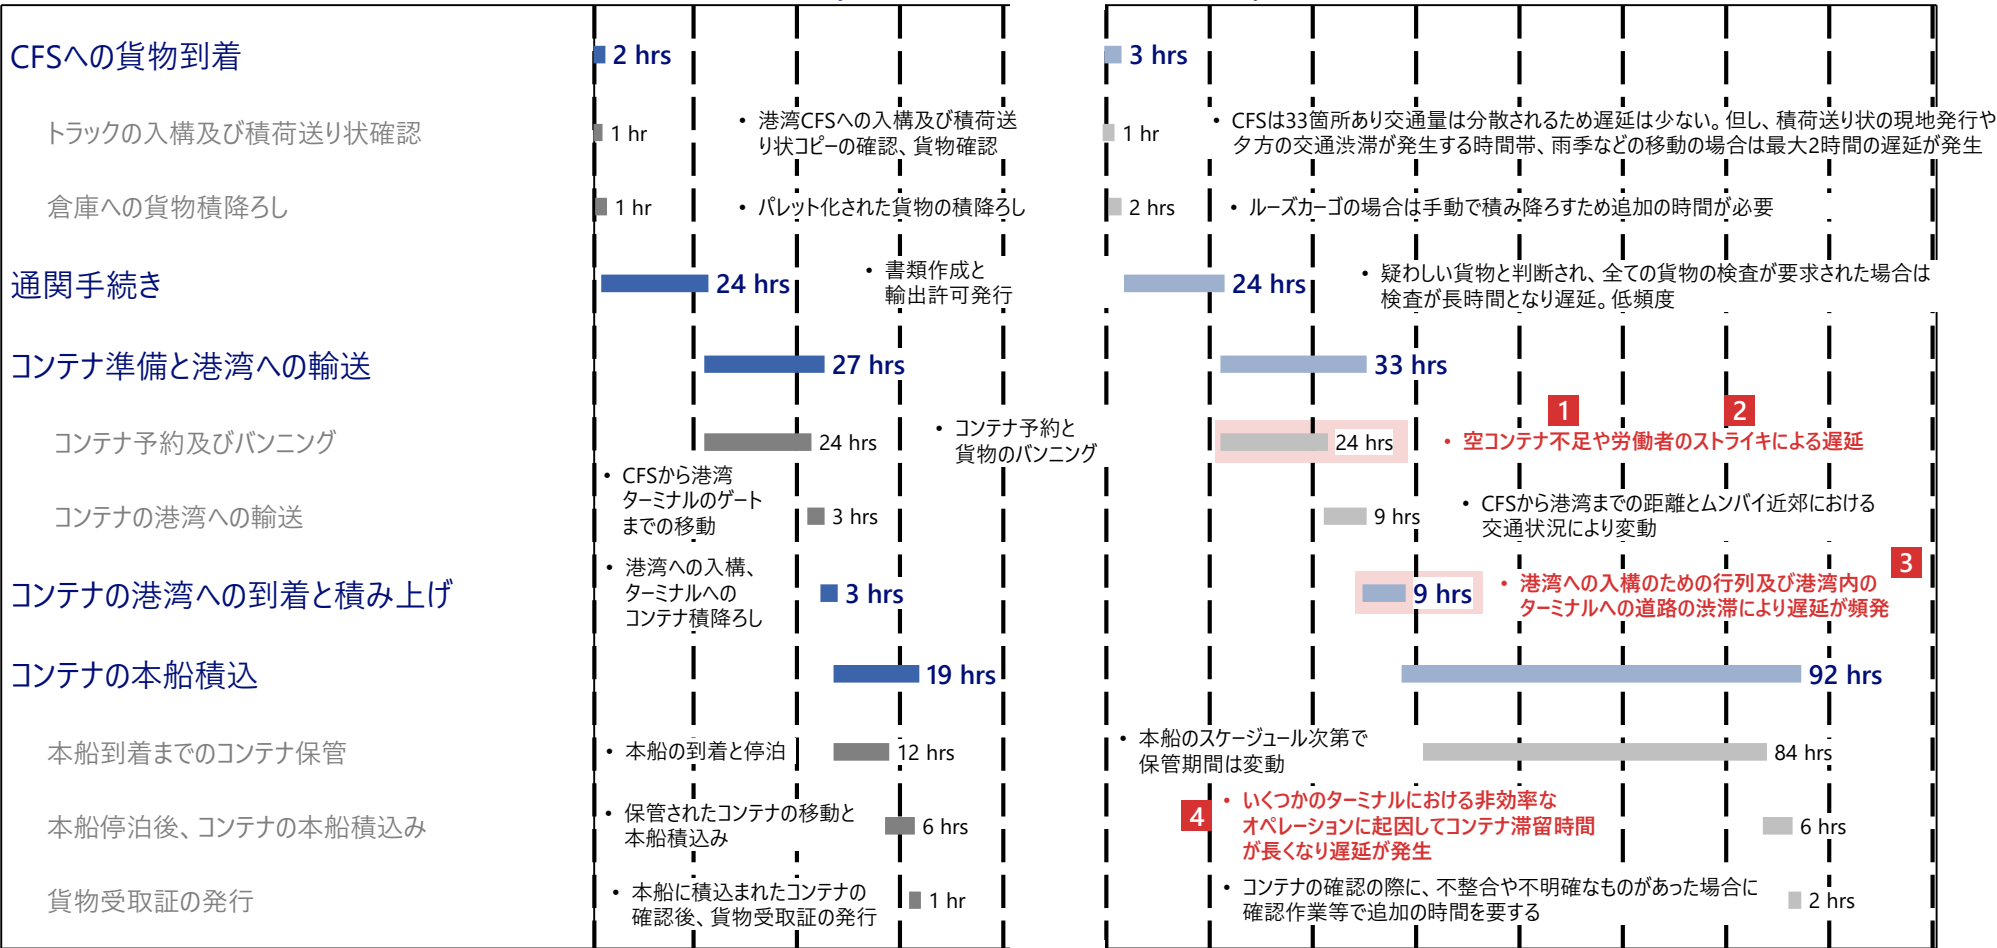 CFSへの貨物到着
2 hrs
3 hrs
トラックの入構及び積荷送り状確認
1 hr
• 港湾CFSへの入構及び積荷送
り状コピーの確認、貨物確認
1 hr
• CFSは33箇所あり交通量は分散されるため遅延は少ない。但し、積荷送り状の現地発行や
夕方の交通渋滞が発生する時間帯、雨季などの移動の場合は最大2時間の遅延が発生
倉庫への貨物積降ろし
1 hr
• パレット化された貨物の積降ろし
2 hrs
• ルーズカーゴの場合は手動で積み降ろすため追加の時間が必要
通関手続き
24 hrs
• 書類作成と
輸出許可発行
24 hrs
• 疑わしい貨物と判断され、全ての貨物の検査が要求された場合は
検査が長時間となり遅延。低頻度
コンテナ準備と港湾への輸送
27 hrs
33 hrs
コンテナ予約及びバンニング
24 hrs
• コンテナ予約と
貨物のバンニング
24 hrs
1
2
• 空コンテナ不足や労働者のストライキによる遅延
コンテナの港湾への輸送
• CFSから港湾
ターミナルのゲート
までの移動
3 hrs
9 hrs
• CFSから港湾までの距離とムンバイ近郊における
交通状況により変動
コンテナの港湾への到着と積み上げ
• 港湾への入構、
ターミナルへの
コンテナ積降ろし
3 hrs
9 hrs
3
• 港湾への入構のための行列及び港湾内の
ターミナルへの道路の渋滞により遅延が頻発
コンテナの本船積込
19 hrs
92 hrs
本船到着までのコンテナ保管
• 本船の到着と停泊
12 hrs
• 本船のスケージュール次第で
保管期間は変動
84 hrs
本船停泊後、コンテナの本船積込み
• 保管されたコンテナの移動と
本船積込み
6 hrs
4
• いくつかのターミナルにおける非効率な
オペレーションに起因してコンテナ滞留時間
が長くなり遅延が発生
6 hrs
貨物受取証の発行
• 本船に積込まれたコンテナの
確認後、貨物受取証の発行
1 hr
• コンテナの確認の際に、不整合や不明確なものがあった場合に
確認作業等で追加の時間を要する
2 hrs